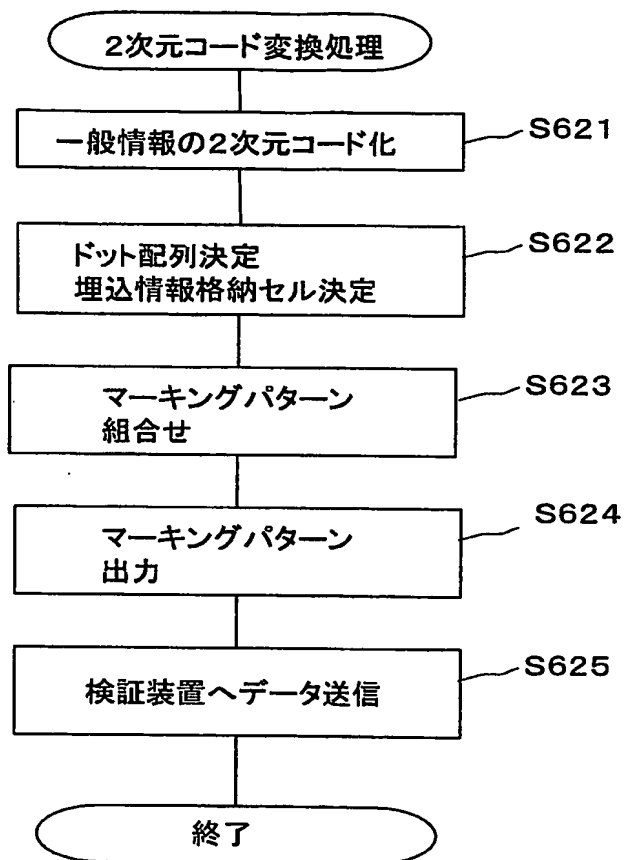 2次元コード変換処理
一般情報の2次元コード化
S621
ドット配列決定
埋込情報格納セル決定
S622
マーキングパターン
組合せ
S623
マーキングパターン
出力
S624
検証装置へデータ送信
S625
終了